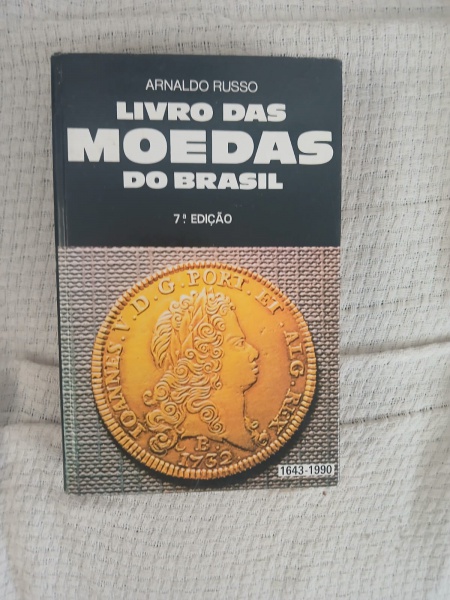 ARNALDO RUSSO
LIVRO DAS
MOEDAS
DO BRASIL
7ª EDIÇÃO
IOANNES.V.D.G.PORT.ET.ALG.REX
B
1732
1643-1990